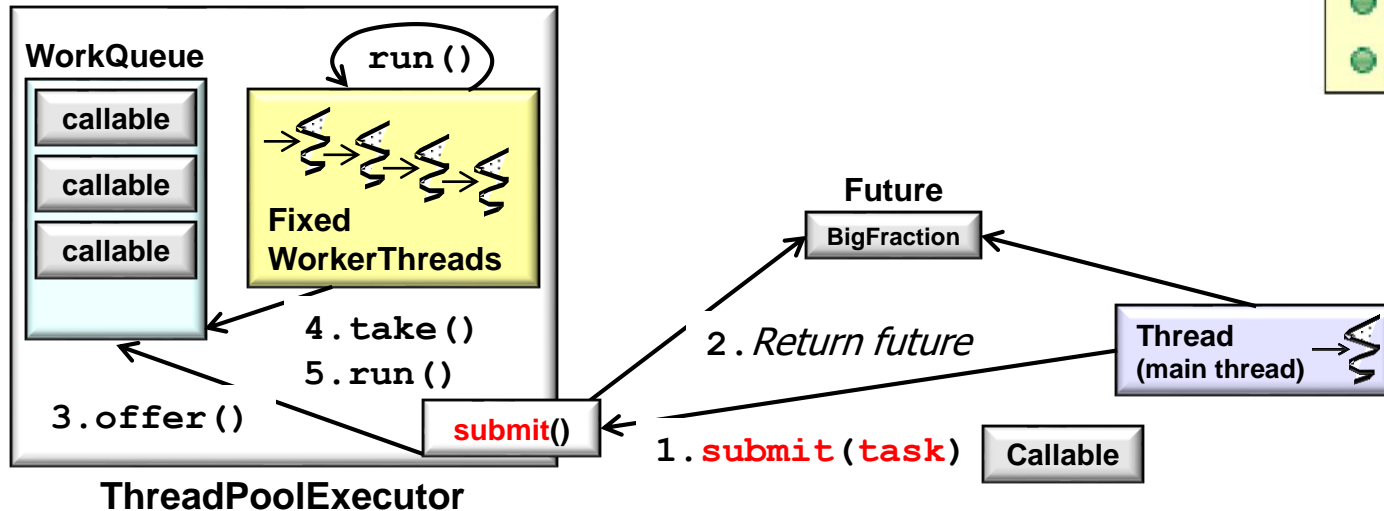 WorkQueue
callable
callable
callable
run()
Fixed
WorkerThreads
4.take()
5.run()
3.offer()
submit()
ThreadPoolExecutor
Future
BigFraction
2.Return future
1.submit(task)
Callable
Thread
(main thread)